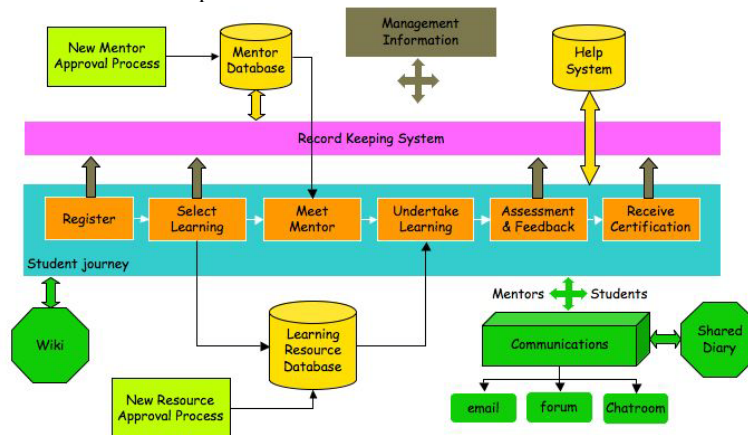 New Mentor
Approval Process
Mentor
Database
Management
Information
Help
System
Record Keeping System
Register
Select
Learning
Meet
Mentor
Undertake
Learning
Assessment
& Feedback
Receive
Certification
Student journey
Wiki
Learning
Resource
Database
New Resource
Approval Process
Mentors
Students
Communications
Shared
Diary
email
forum
Chatroom